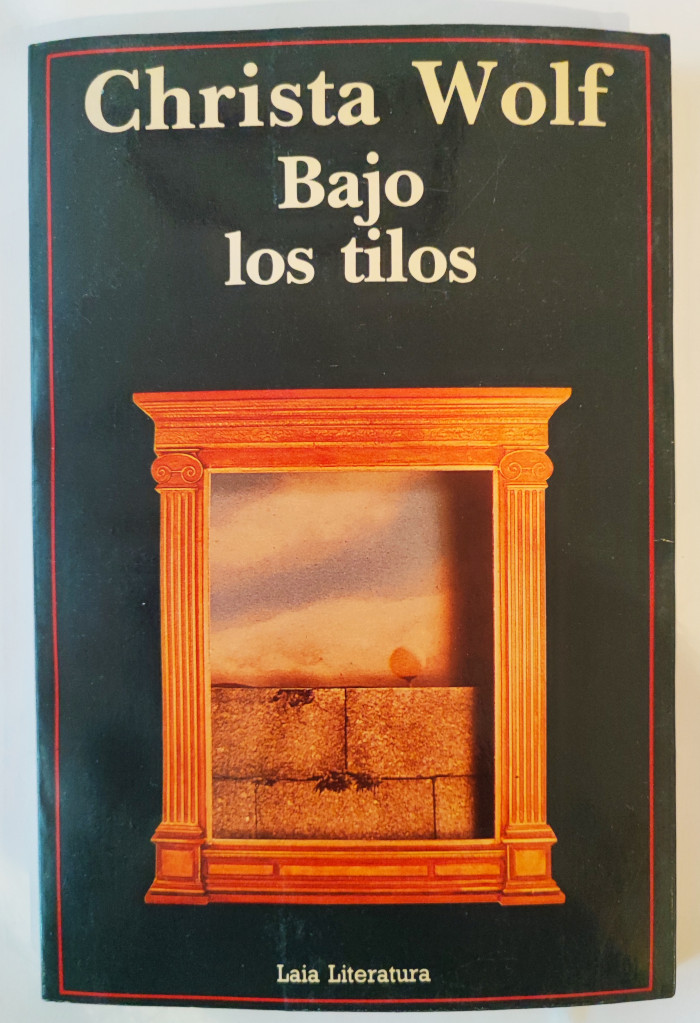 Christa Wolf
Bajo
los tilos
Laia Literatura